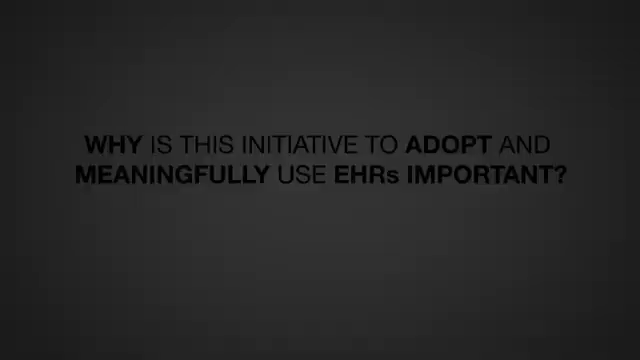 WHY IS THIS INITIATIVE TO ADOPT AND
MEANINGFULLY USE EHRs IMPORTANT?